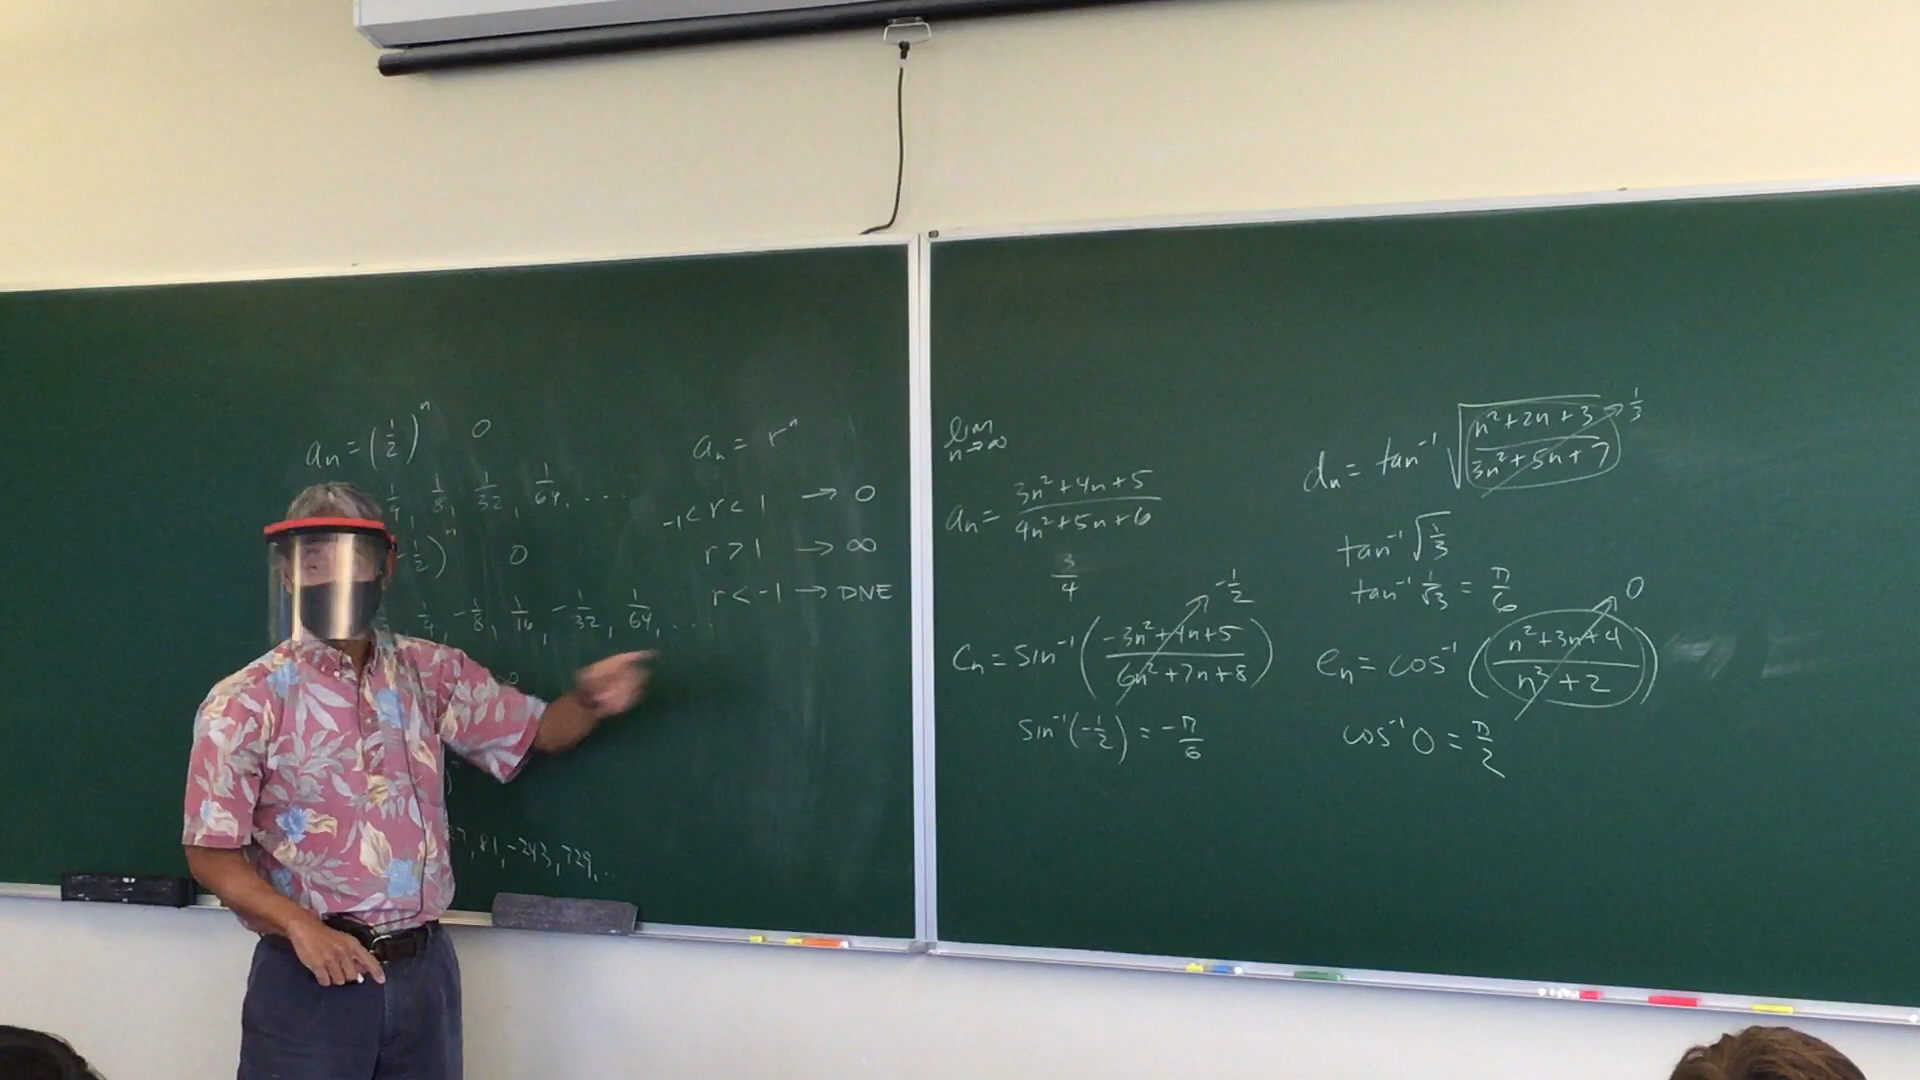 aₙ = (1/2)ⁿ 0
1/4, 1/8, 1/32, 1/64, ...
1/2)ⁿ 0
1/4, -1/8, 1/16, -1/32, 1/64, ...
∞
)ⁿ
7, 81, -243, 729, ...
aₙ = rⁿ
-1 < r < 1 → 0
r > 1 → ∞
r < -1 → DNE
lim n→∞
aₙ = (3n²+4n+5)/(4n²+5n+6)
3/4
cₙ = sin⁻¹((-3n²+4n+5)/(6n²+7n+8)) -1/2
sin⁻¹(-1/2) = -π/6
dₙ = tan⁻¹ √((n²+2n+3)/(3n²+5n+7)) 1/3
tan⁻¹ √(1/3)
tan⁻¹ 1/√3 = π/6
eₙ = cos⁻¹((n²+3n+4)/(n²+2)) 0
cos⁻¹ 0 = π/2